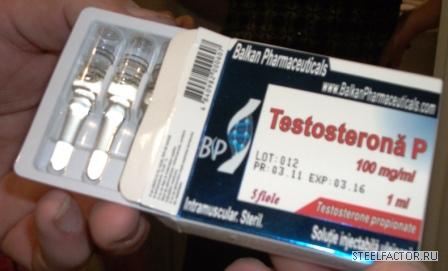 Balkan Pharmaceuticals
www.BalkanPharmaceuticals.com
BP
Testosteronă P
100 mg/ml
LOT:012
PR:03.11 EXP:03.16
1 ml
5 fiole
Testosterone propionate
Intramuscular. Steril.
Soluție injectabilă
STEELFACTOR.RU